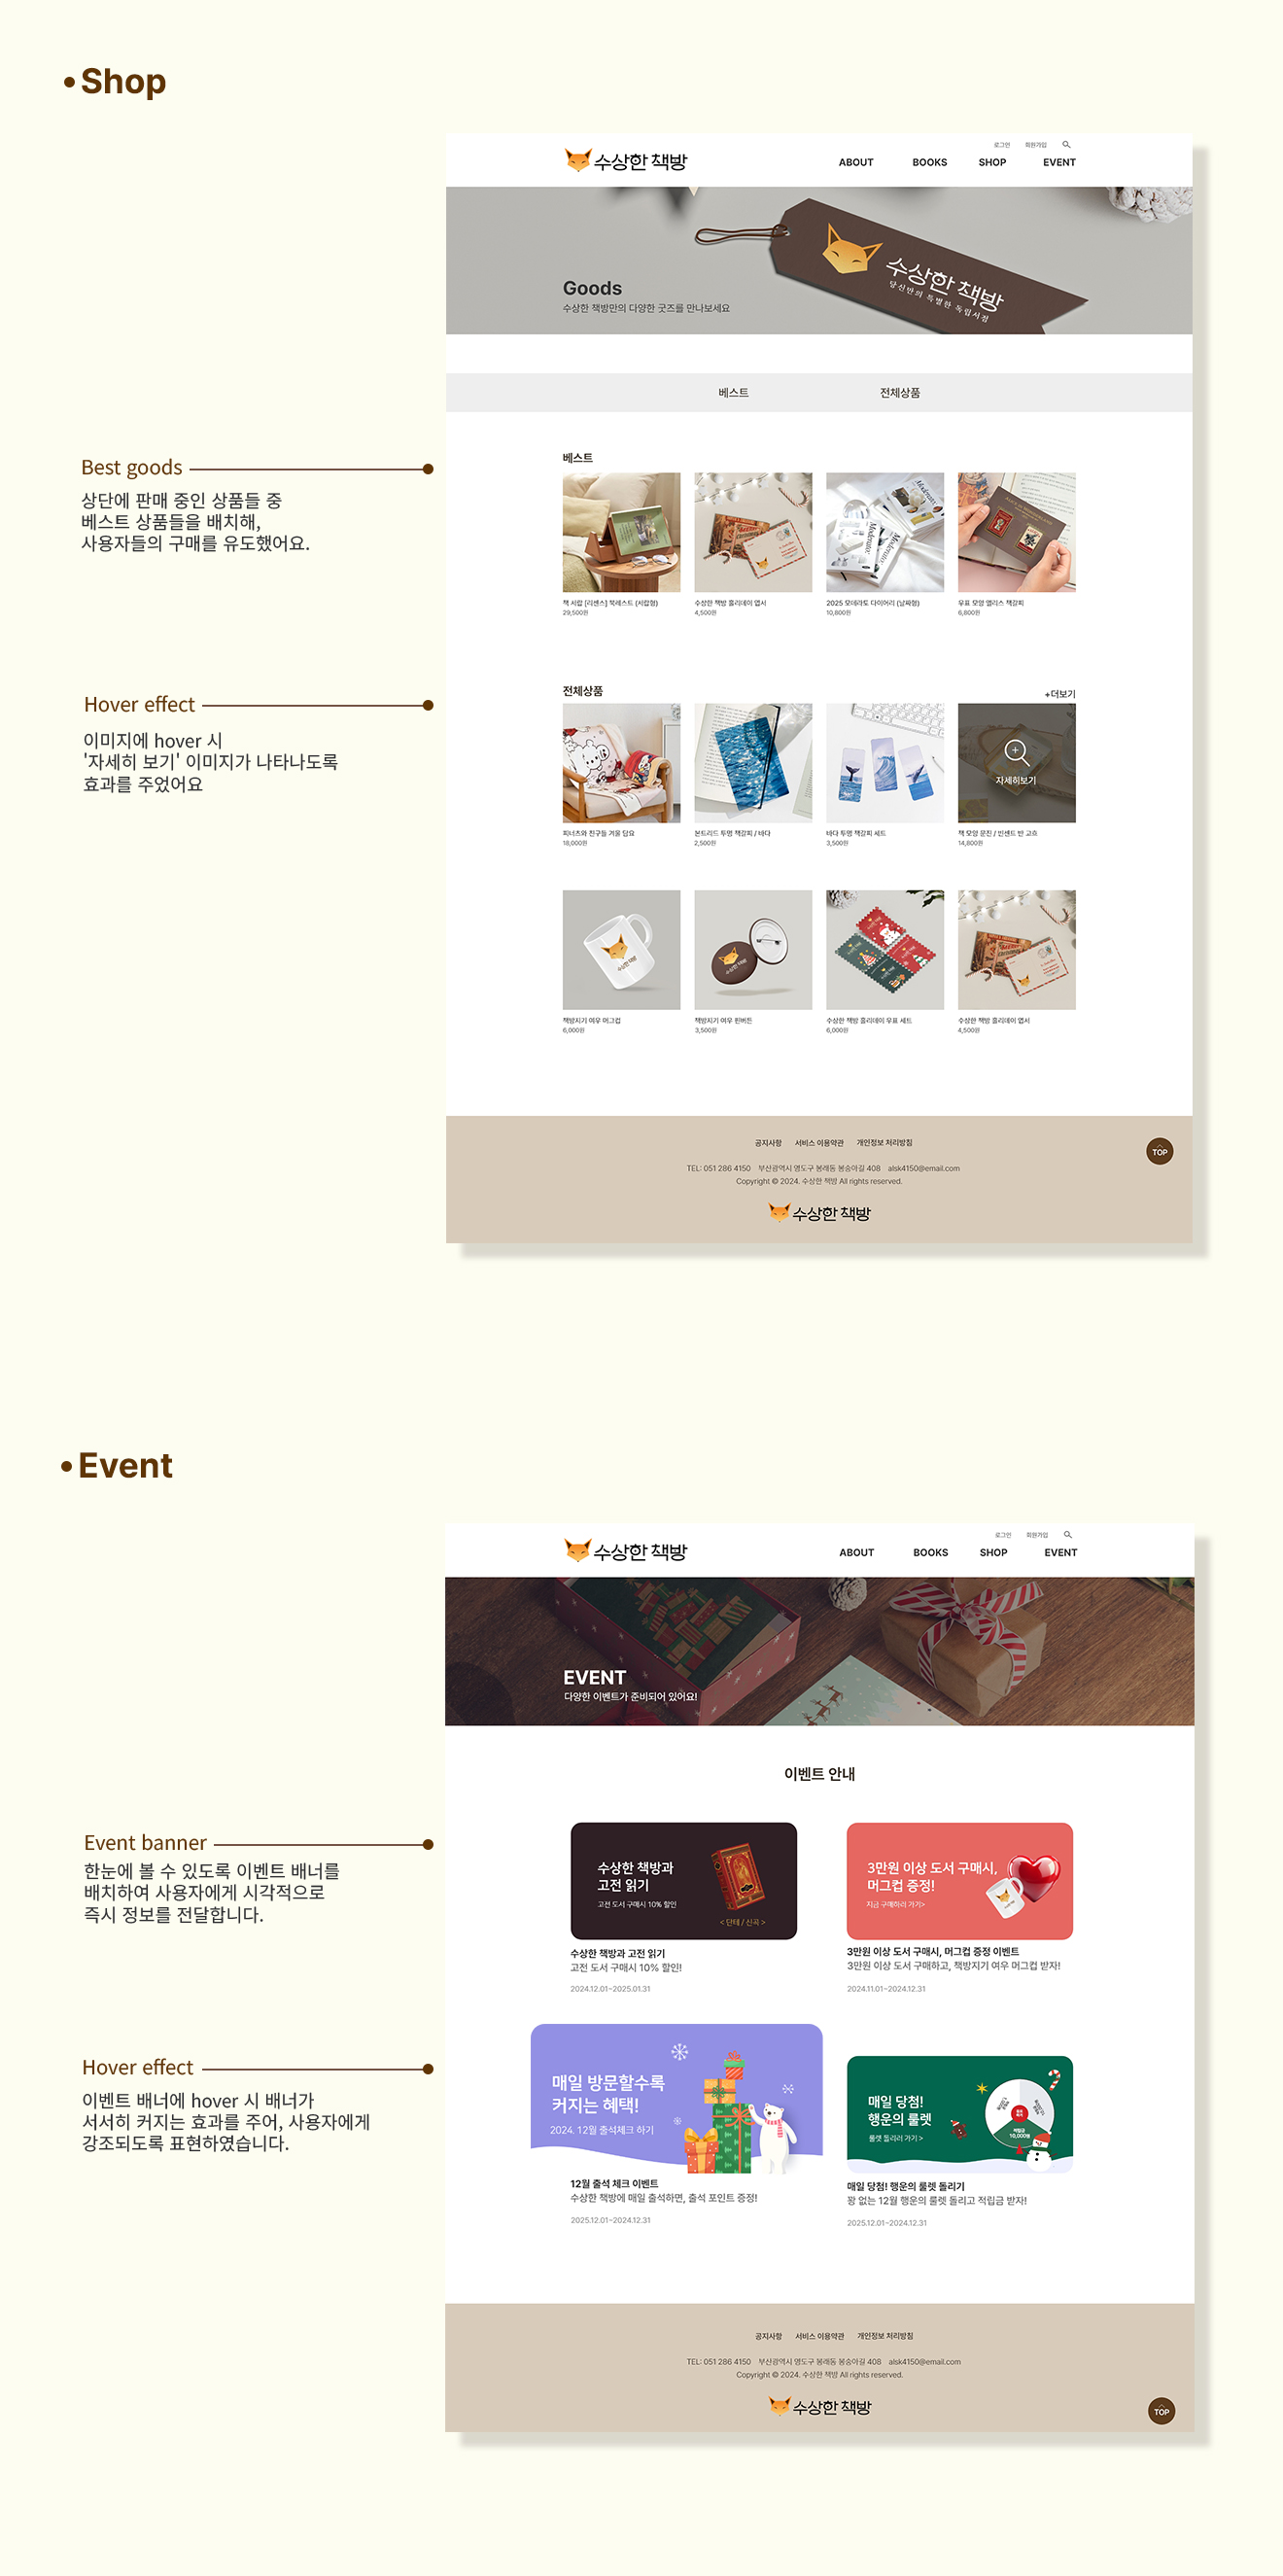 • Shop
수상한 책방
로그인 회원가입
ABOUT BOOKS SHOP EVENT
수상한 책방
당신만의 특별한 독립서점
Goods
수상한 책방만의 다양한 굿즈를 만나보세요
베스트 전체상품
Best goods
상단에 판매 중인 상품들 중
베스트 상품들을 배치해,
사용자들의 구매를 유도했어요.
베스트
책 서랍 [리센스] 북레스트 (서랍형)
29,500원
수상한 책방 홀리데이 엽서
4,500원
2025 모데라토 다이어리 (날짜형)
10,800원
우표 모양 앨리스 책갈피
6,800원
Hover effect
이미지에 hover 시
'자세히 보기' 이미지가 나타나도록
효과를 주었어요
전체상품
+더보기
자세히보기
피너츠와 친구들 겨울 담요
18,000원
본트리드 투명 책갈피 / 바다
2,500원
바다 투명 책갈피 세트
3,500원
책 모양 문진 / 빈센트 반 고흐
14,800원
책방지기 여우 머그컵
6,000원
책방지기 여우 핀버튼
3,500원
수상한 책방 홀리데이 우표 세트
6,000원
수상한 책방 홀리데이 엽서
4,500원
공지사항 서비스 이용약관 개인정보 처리방침
TEL: 051 286 4150 부산광역시 영도구 봉래동 봉숭아길 408 alsk4150@email.com
Copyright © 2024. 수상한 책방 All rights reserved.
수상한 책방
TOP
• Event
수상한 책방
로그인 회원가입
ABOUT BOOKS SHOP EVENT
EVENT
다양한 이벤트가 준비되어 있어요!
이벤트 안내
Event banner
한눈에 볼 수 있도록 이벤트 배너를
배치하여 사용자에게 시각적으로
즉시 정보를 전달합니다.
수상한 책방과
고전 읽기
고전 도서 구매시 10% 할인
< 단테 / 신곡 >
수상한 책방과 고전 읽기
고전 도서 구매시 10% 할인!
2024.12.01~2025.01.31
3만원 이상 도서 구매시,
머그컵 증정!
지금 구매하러 가기>
3만원 이상 도서 구매시, 머그컵 증정 이벤트
3만원 이상 도서 구매하고, 책방지기 여우 머그컵 받자!
2024.11.01~2024.12.31
Hover effect
이벤트 배너에 hover 시 배너가
서서히 커지는 효과를 주어, 사용자에게
강조되도록 표현하였습니다.
매일 방문할수록
커지는 혜택!
2024. 12월 출석체크 하기
12월 출석 체크 이벤트
수상한 책방에 매일 출석하면, 출석 포인트 증정!
2025.12.01~2024.12.31
매일 당첨!
행운의 룰렛
룰렛 돌리러 가기 >
적립금
10,000원
매일 당첨! 행운의 룰렛 돌리기
꽝 없는 12월 행운의 룰렛 돌리고 적립금 받자!
2025.12.01~2024.12.31
공지사항 서비스 이용약관 개인정보 처리방침
TEL: 051 286 4150 부산광역시 영도구 봉래동 봉숭아길 408 alsk4150@email.com
Copyright © 2024. 수상한 책방 All rights reserved.
수상한 책방
TOP